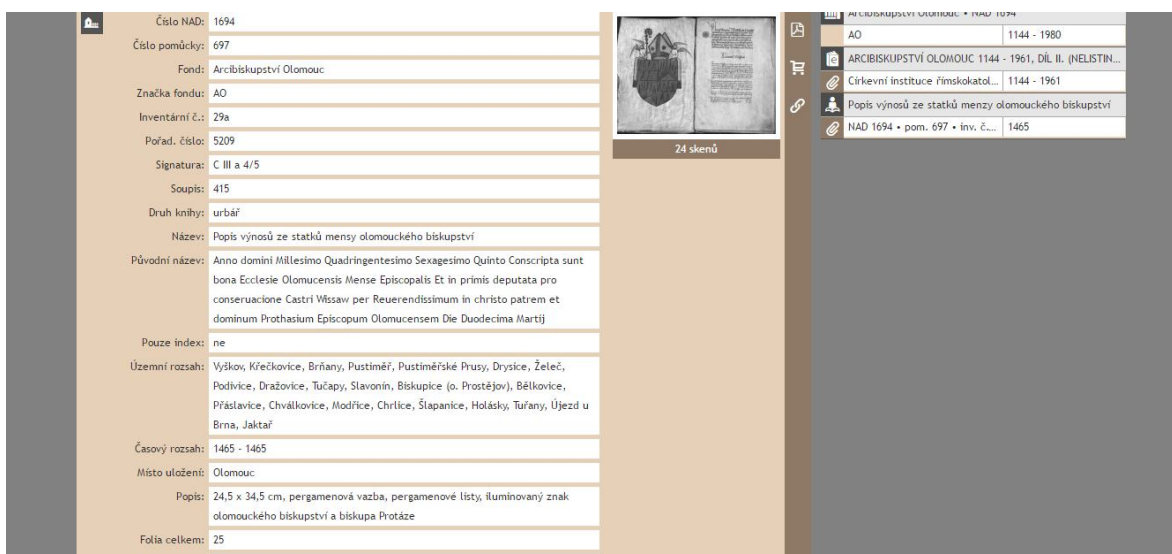 Číslo NAD: 1694
Číslo pomůcky: 697
Fond: Arcibiskupství Olomouc
Značka fondu: AO
Inventární č.: 29a
Pořad. číslo: 5209
Signatura: C III a 4/5
Soupis: 415
Druh knihy: urbář
Název: Popis výnosů ze statků mensy olomouckého biskupství
Původní název: Anno domini Millesimo Quadringentesimo Sexagesimo Quinto Conscripta sunt
bona Ecclesie Olomucensis Mense Episcopalis Et in primis deputata pro
conseruacione Castri Wissaw per Reuerendissimum in christo patrem et
dominum Prothasium Episcopum Olomucensem Die Duodecima Martij
Pouze index: ne
Územní rozsah: Vyškov, Křečkovice, Brňany, Pustiměř, Pustiměřské Prusy, Drysice, Želeč,
Podivice, Dražovice, Tučapy, Slavonín, Biskupice (o. Prostějov), Bělkovice,
Přáslavice, Chválkovice, Modřice, Chrlice, Šlapanice, Holásky, Tuřany, Újezd u
Brna, Jaktař
Časový rozsah: 1465 - 1465
Místo uložení: Olomouc
Popis: 24,5 x 34,5 cm, pergamenová vazba, pergamenové listy, iluminovaný znak
olomouckého biskupství a biskupa Protáze
Folia celkem: 25
24 skenů
Arcibiskupství Olomouc • NAD 1694
AO 1144 - 1980
ARCIBISKUPSTVÍ OLOMOUC 1144 - 1961, DÍL II. (NELISTIN...
Církevní instituce římskokatol... 1144 - 1961
Popis výnosů ze statků menzy olomouckého biskupství
NAD 1694 • pom. 697 • inv. č.... 1465